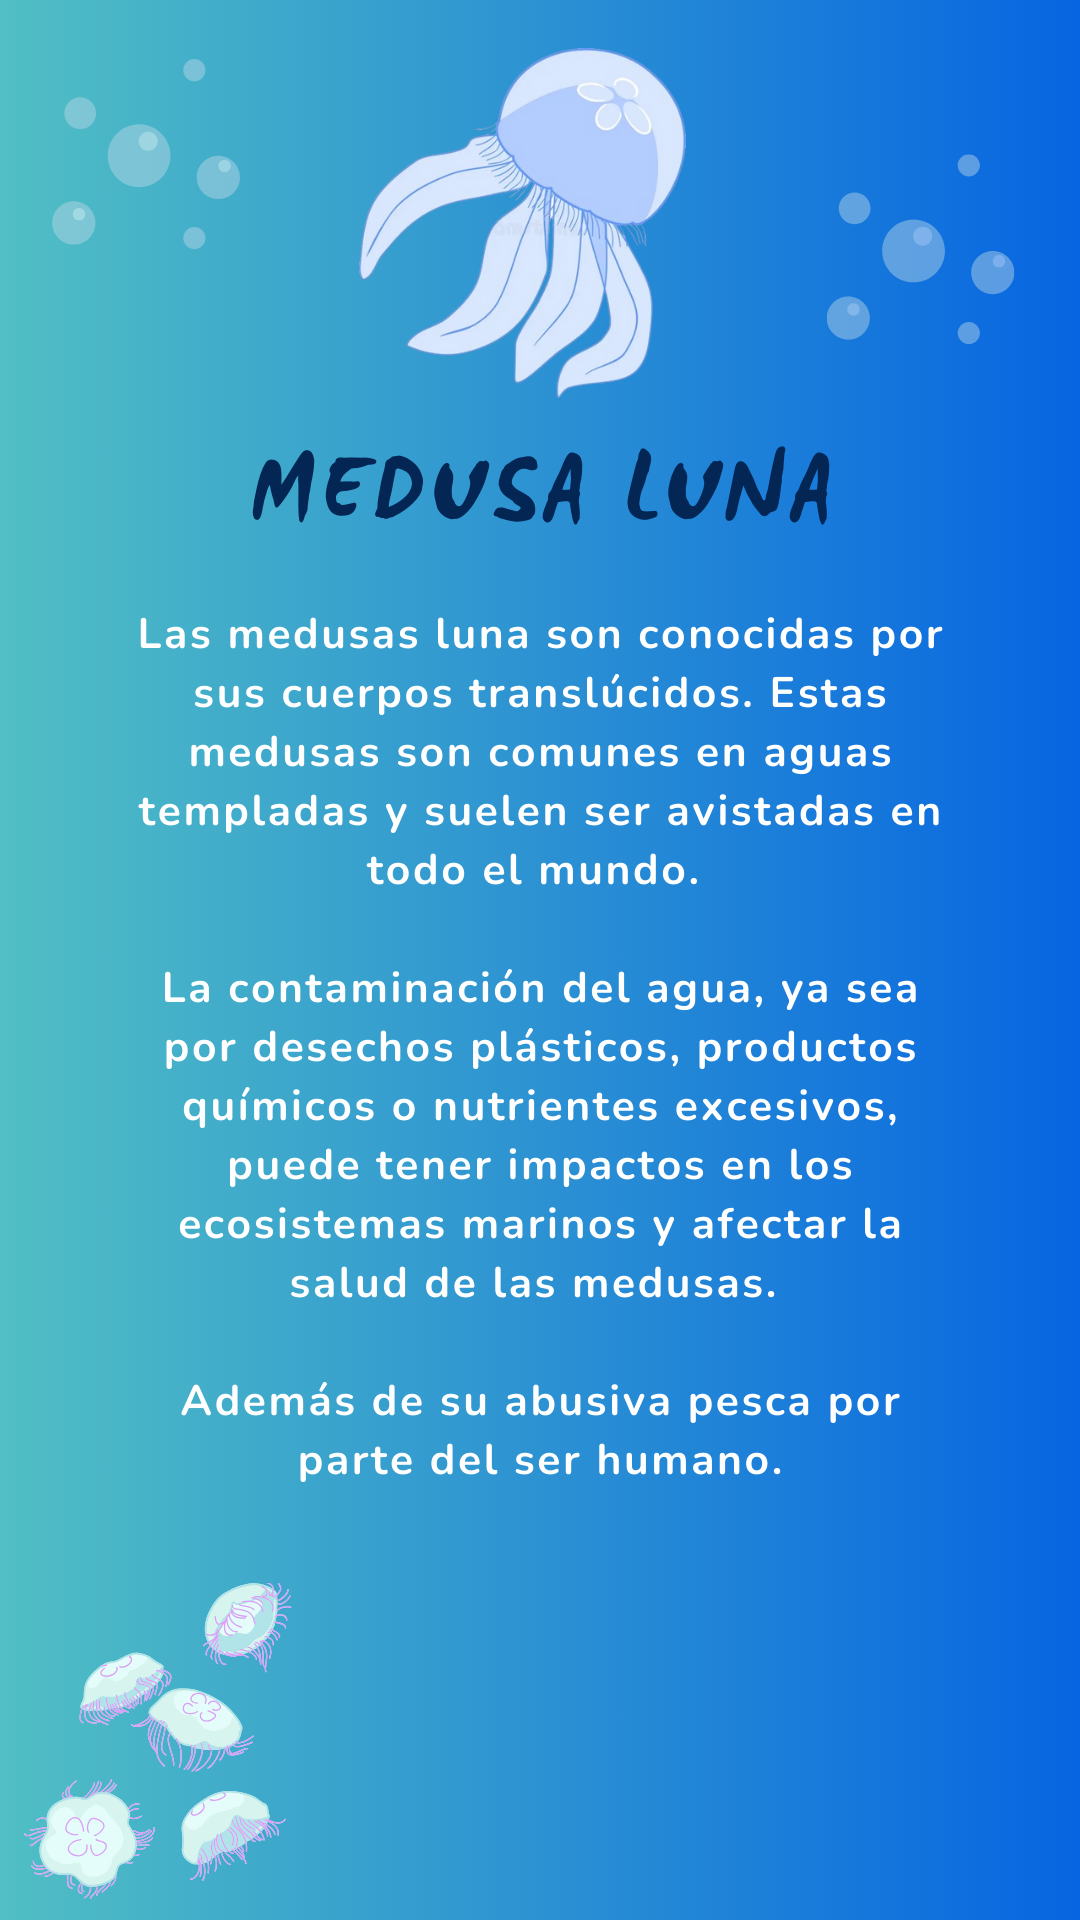 MEDUSA LUNA
Las medusas luna son conocidas por
sus cuerpos translúcidos. Estas
medusas son comunes en aguas
templadas y suelen ser avistadas en
todo el mundo.
La contaminación del agua, ya sea
por desechos plásticos, productos
químicos o nutrientes excesivos,
puede tener impactos en los
ecosistemas marinos y afectar la
salud de las medusas.
Además de su abusiva pesca por
parte del ser humano.